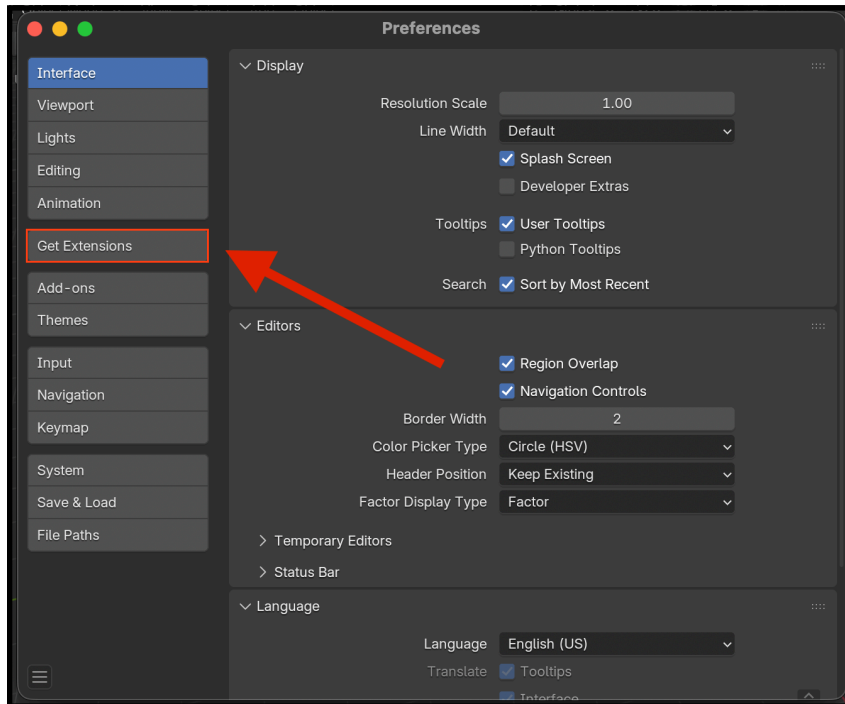 Preferences
Interface
Viewport
Lights
Editing
Animation
Get Extensions
Add-ons
Themes
Input
Navigation
Keymap
System
Save & Load
File Paths
Display
Resolution Scale 1.00
Line Width Default
Splash Screen
Developer Extras
Tooltips User Tooltips
Python Tooltips
Search Sort by Most Recent
Editors
Region Overlap
Navigation Controls
Border Width 2
Color Picker Type Circle (HSV)
Header Position Keep Existing
Factor Display Type Factor
Temporary Editors
Status Bar
Language
Language English (US)
Translate Tooltips
Interface